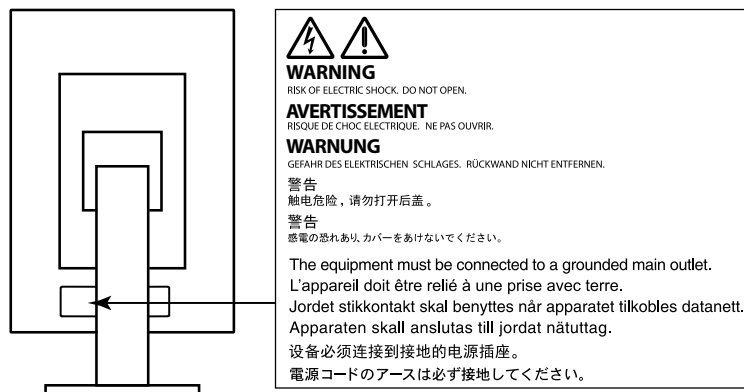 WARNING
RISK OF ELECTRIC SHOCK. DO NOT OPEN.
AVERTISSEMENT
RISQUE DE CHOC ELECTRIQUE. NE PAS OUVRIR.
WARNUNG
GEFAHR DES ELEKTRISCHEN SCHLAGES. RÜCKWAND NICHT ENTFERNEN.
警告
触电危险，请勿打开后盖。
警告
感電の恐れあり、カバーをあけないでください。
The equipment must be connected to a grounded main outlet.
L'appareil doit être relié à une prise avec terre.
Jordet stikkontakt skal benyttes når apparatet tilkobles datanett.
Apparaten skall anslutas till jordat nätuttag.
设备必须连接到接地的电源插座。
電源コードのアースは必ず接地してください。